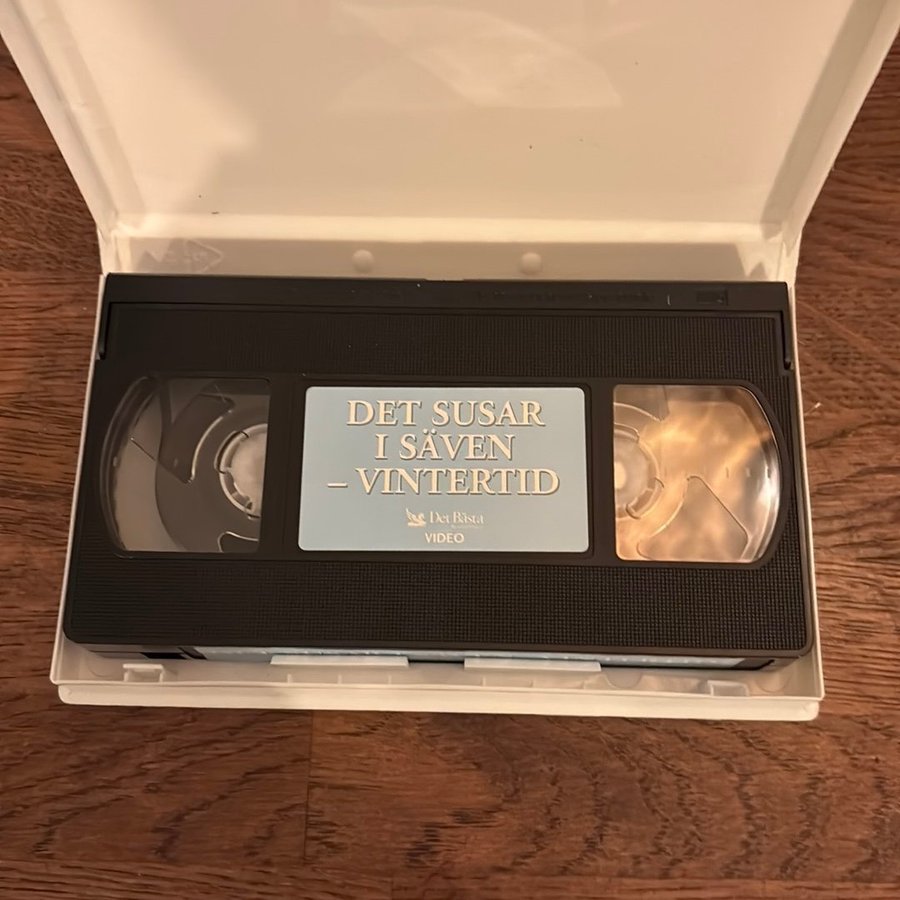 DET SUSAR
I SÄVEN
– VINTERTID
Det Bästa
VIDEO